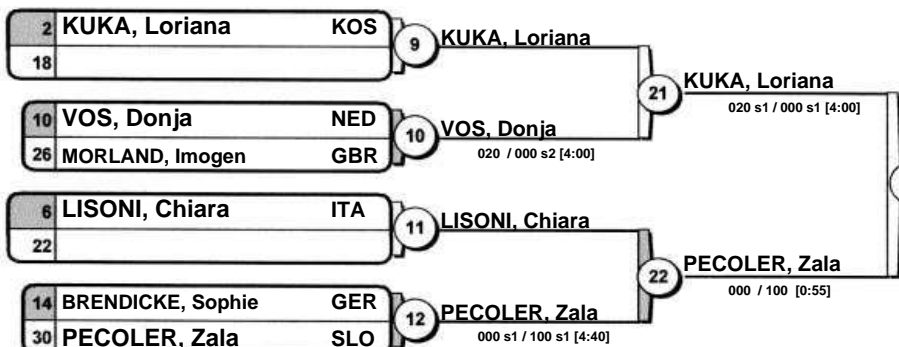 2 KUKA, Loriana KOS
18
9 KUKA, Loriana
21 KUKA, Loriana
020 s1 / 000 s1 [4:00]
10 VOS, Donja NED
26 MORLAND, Imogen GBR
10 VOS, Donja
020 / 000 s2 [4:00]
6 LISONI, Chiara ITA
22
11 LISONI, Chiara
22 PECOLER, Zala
000 / 100 [0:55]
14 BRENDICKE, Sophie GER
30 PECOLER, Zala SLO
12 PECOLER, Zala
000 s1 / 100 s1 [4:40]